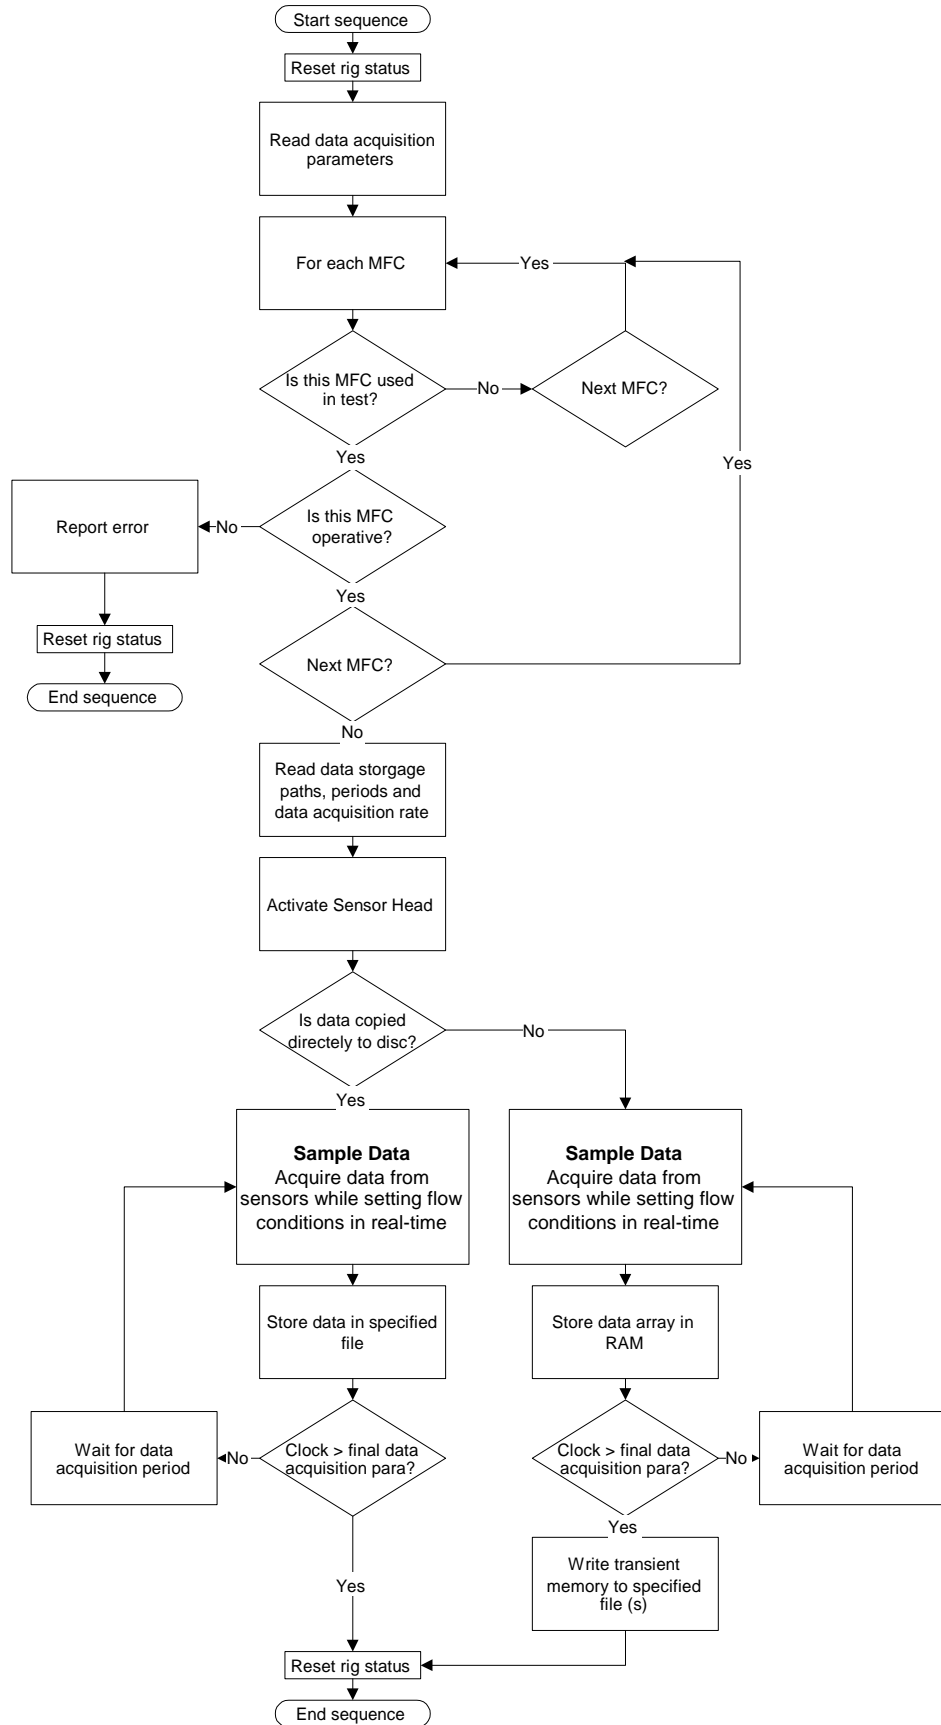 Start sequence
Reset rig status
Read data acquisition
parameters
For each MFC
Yes
Is this MFC used
in test?
No
Next MFC?
Yes
Yes
Report error
No
Is this MFC
operative?
Yes
Reset rig status
Next MFC?
End sequence
No
Read data storgage
paths, periods and
data acquisition rate
Activate Sensor Head
Is data copied
directely to disc?
No
Yes
Sample Data
Acquire data from
sensors while setting flow
conditions in real-time
Sample Data
Acquire data from
sensors while setting flow
conditions in real-time
Store data in specified
file
Store data array in
RAM
Wait for data
acquisition period
No
Clock > final data
acquisition para?
Clock > final data
acquisition para?
No
Wait for data
acquisition period
Yes
Write transient
memory to specified
file (s)
Yes
Reset rig status
End sequence